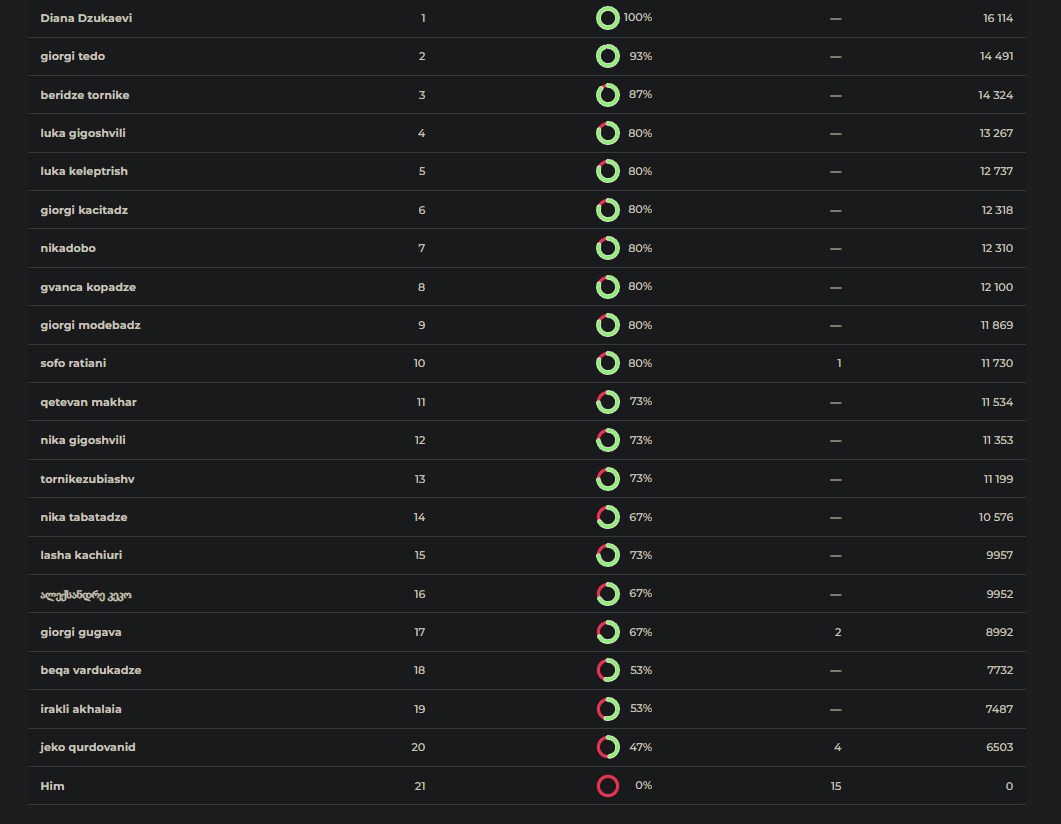 Diana Dzukaevi 1 100% — 16 114
giorgi tedo 2 93% — 14 491
beridze tornike 3 87% — 14 324
luka gigoshvili 4 80% — 13 267
luka keleptrish 5 80% — 12 737
giorgi kacitadz 6 80% — 12 318
nikadobo 7 80% — 12 310
gvanca kopadze 8 80% — 12 100
giorgi modebadz 9 80% — 11 869
sofo ratiani 10 80% 1 11 730
qetevan makhar 11 73% — 11 534
nika gigoshvili 12 73% — 11 353
tornikezubiashv 13 73% — 11 199
nika tabatadze 14 67% — 10 576
lasha kachiuri 15 73% — 9957
ალექსანდრე კეკო 16 67% — 9952
giorgi gugava 17 67% 2 8992
beqa vardukadze 18 53% — 7732
irakli akhalaia 19 53% — 7487
jeko qurdovanid 20 47% 4 6503
Him 21 0% 15 0